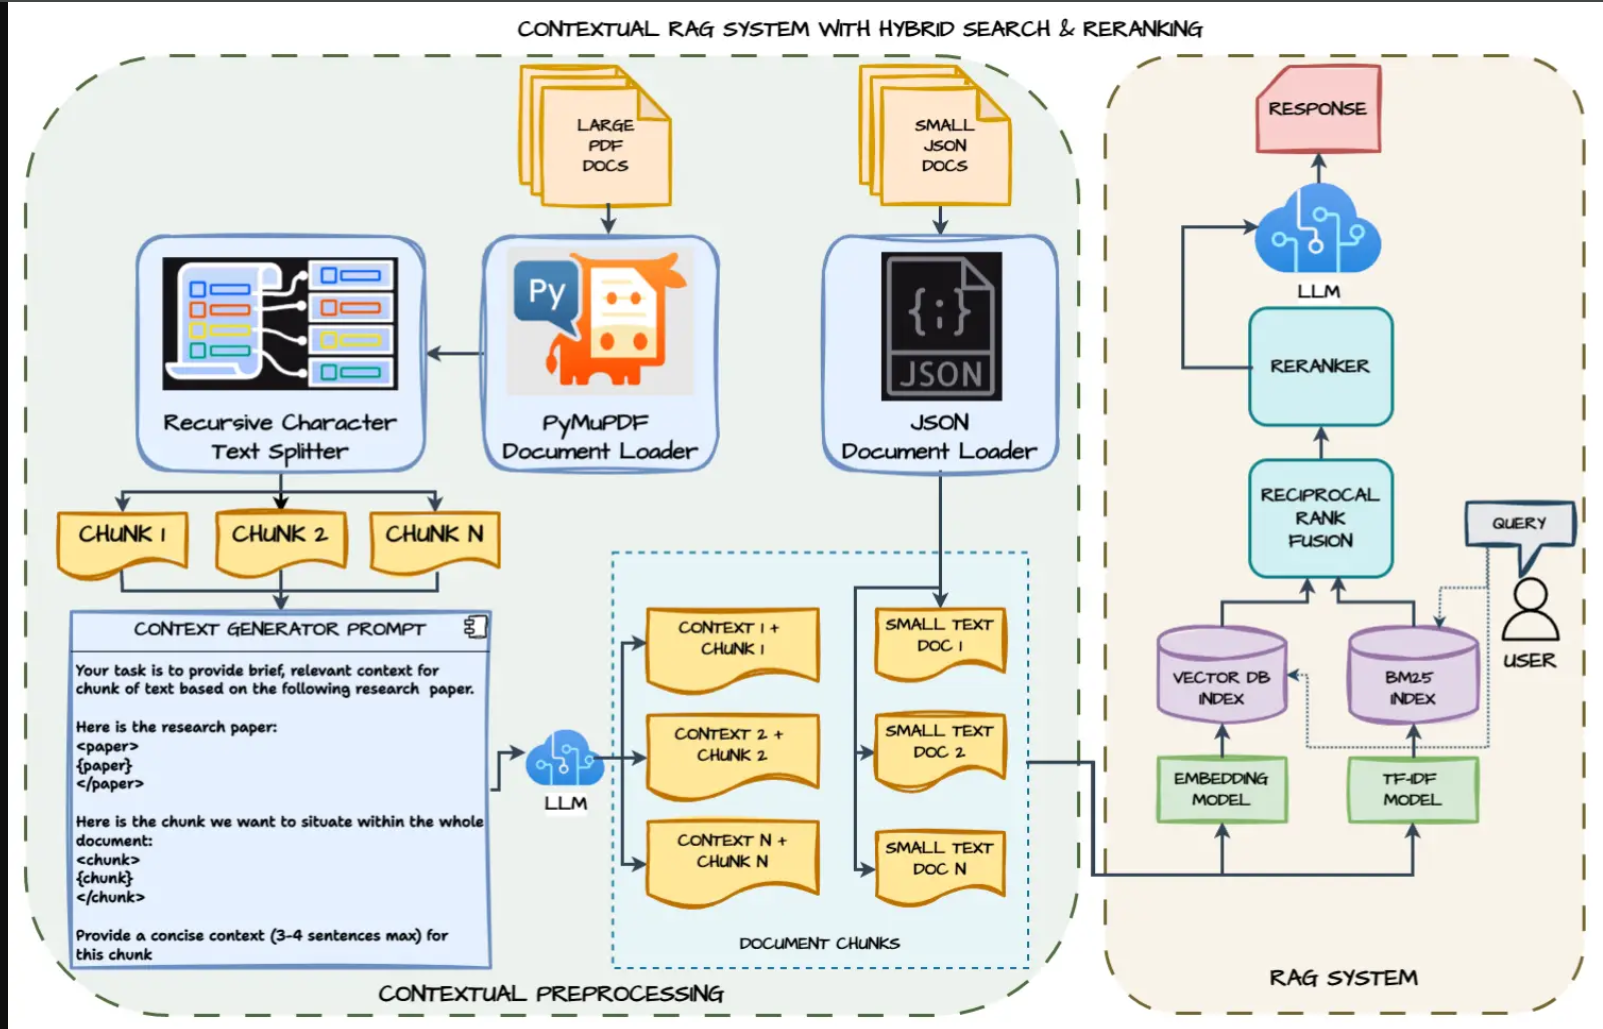 CONTEXTUAL RAG SYSTEM WITH HYBRID SEARCH & RERANKING
LARGE
PDF
DOCS
SMALL
JSON
DOCS
Recursive Character
Text Splitter
Py
PyMuPDF
Document Loader
{;}
JSON
JSON
Document Loader
CHUNK 1
CHUNK 2
CHUNK N
CONTEXT GENERATOR PROMPT
Your task is to provide brief, relevant context for
chunk of text based on the following research paper.
Here is the research paper:
<paper>
{paper}
</paper>
Here is the chunk we want to situate within the whole
document:
<chunk>
{chunk}
</chunk>
Provide a concise context (3-4 sentences max) for
this chunk
LLM
CONTEXT 1 +
CHUNK 1
CONTEXT 2 +
CHUNK 2
CONTEXT N +
CHUNK N
SMALL TEXT
DOC 1
SMALL TEXT
DOC 2
SMALL TEXT
DOC N
DOCUMENT CHUNKS
CONTEXTUAL PREPROCESSING
RESPONSE
LLM
RERANKER
RECIPROCAL
RANK
FUSION
QUERY
USER
VECTOR DB
INDEX
BM25
INDEX
EMBEDDING
MODEL
TF-IDF
MODEL
RAG SYSTEM